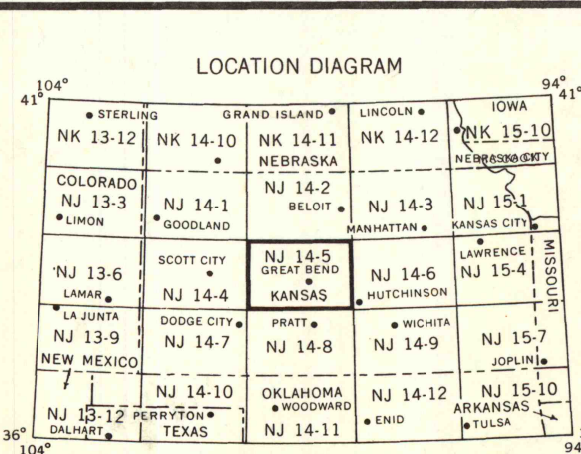 LOCATION DIAGRAM
104°
94°
41°
41°
STERLING
GRAND ISLAND
LINCOLN
IOWA
NK 13-12
NK 14-10
NK 14-11
NK 14-12
NK 15-10
NEBRASKA
NEBRASKA CITY
COLORADO
NJ 14-2
NJ 13-3
NJ 14-1
BELOIT
NJ 14-3
NJ 15-1
LIMON
GOODLAND
MANHATTAN
KANSAS CITY
SCOTT CITY
NJ 14-5
LAWRENCE
NJ 13-6
GREAT BEND
NJ 14-6
NJ 15-4
MISSOURI
LAMAR
NJ 14-4
KANSAS
HUTCHINSON
LA JUNTA
DODGE CITY
PRATT
WICHITA
NJ 13-9
NJ 14-7
NJ 14-8
NJ 14-9
NJ 15-7
NEW MEXICO
JOPLIN
NJ 14-10
OKLAHOMA
NJ 14-12
NJ 15-10
NJ 13-12
PERRYTON
WOODWARD
ARKANSAS
DALHART
TEXAS
NJ 14-11
ENID
TULSA
36°
104°
94